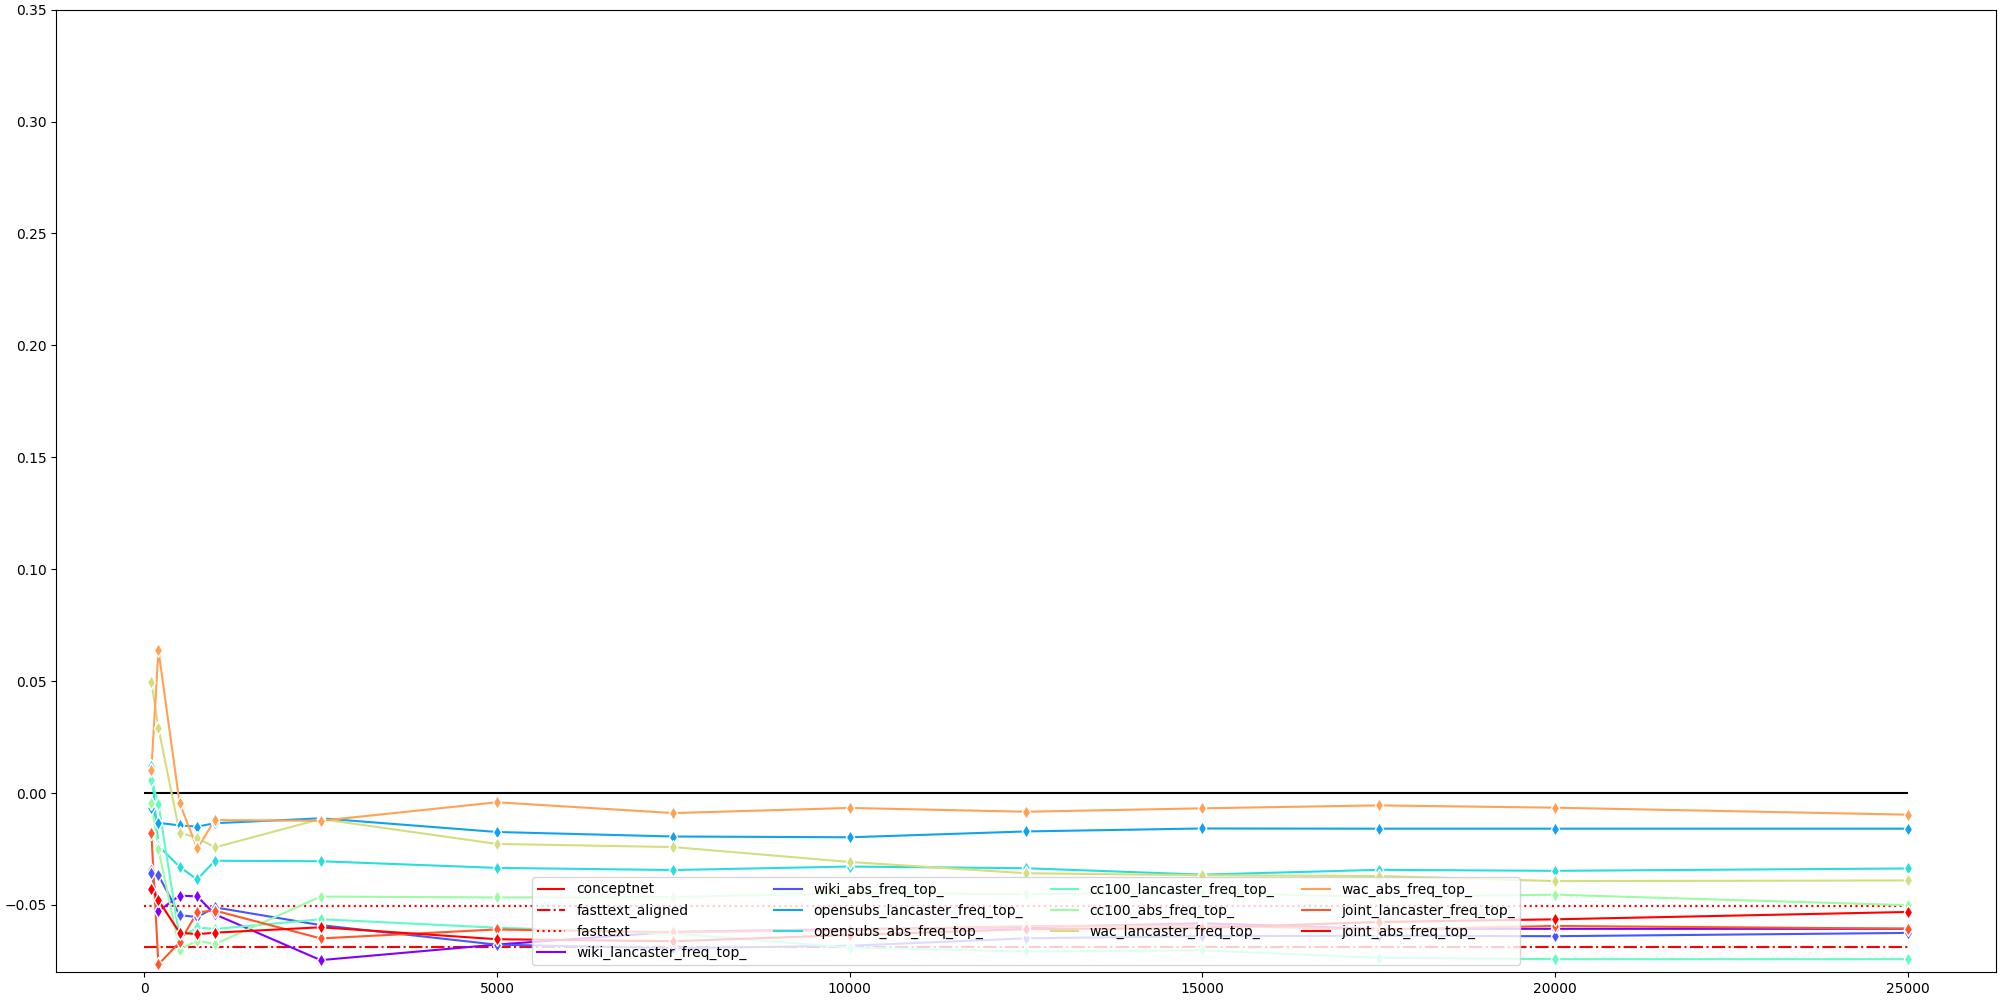 0.35
0.30
0.25
0.20
0.15
0.10
0.05
0.00
−0.05
conceptnet
fasttext_aligned
fasttext
wiki_lancaster_freq_top_
wiki_abs_freq_top_
opensubs_lancaster_freq_top_
opensubs_abs_freq_top_
cc100_lancaster_freq_top_
cc100_abs_freq_top_
wac_lancaster_freq_top_
wac_abs_freq_top_
joint_lancaster_freq_top_
joint_abs_freq_top_
0 5000 10000 15000 20000 25000